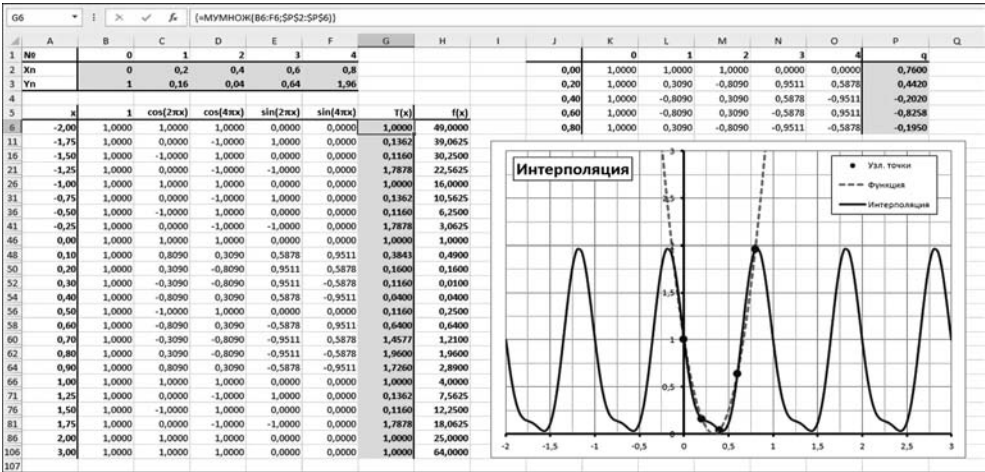 G6 fx {=МУМНОЖ(B6:F6;$P$2:$P$6)}
A B C D E F G H I J K L M N O P Q
1 № 0 1 2 3 4 0 1 2 3 4 q
2 Xn 0 0,2 0,4 0,6 0,8 0,00 1,0000 1,0000 1,0000 0,0000 0,0000 0,7600
3 Yn 1 0,16 0,04 0,64 1,96 0,20 1,0000 0,3090 -0,8090 0,9511 0,5878 0,4420
4 0,40 1,0000 -0,8090 0,3090 0,5878 -0,9511 -0,2020
5 x 1 cos(2πx) cos(4πx) sin(2πx) sin(4πx) T(x) f(x) 0,60 1,0000 -0,8090 0,3090 -0,5878 0,9511 -0,8258
6 -2,00 1,0000 1,0000 1,0000 0,0000 0,0000 1,0000 49,0000 0,80 1,0000 0,3090 -0,8090 -0,9511 -0,5878 -0,1950
11 -1,75 1,0000 0,0000 -1,0000 1,0000 0,0000 0,1362 39,0625
16 -1,50 1,0000 -1,0000 1,0000 0,0000 0,0000 0,1160 30,2500
21 -1,25 1,0000 0,0000 -1,0000 -1,0000 0,0000 1,7878 22,5625
26 -1,00 1,0000 1,0000 1,0000 0,0000 0,0000 1,0000 16,0000
31 -0,75 1,0000 0,0000 -1,0000 1,0000 0,0000 0,1362 10,5625
36 -0,50 1,0000 -1,0000 1,0000 0,0000 0,0000 0,1160 6,2500
41 -0,25 1,0000 0,0000 -1,0000 -1,0000 0,0000 1,7878 3,0625
46 0,00 1,0000 1,0000 1,0000 0,0000 0,0000 1,0000 1,0000
48 0,10 1,0000 0,8090 0,3090 0,5878 0,9511 0,3843 0,4900
50 0,20 1,0000 0,3090 -0,8090 0,9511 0,5878 0,1600 0,1600
52 0,30 1,0000 -0,3090 -0,8090 0,9511 -0,5878 0,1160 0,0100
54 0,40 1,0000 -0,8090 0,3090 0,5878 -0,9511 0,0400 0,0400
56 0,50 1,0000 -1,0000 1,0000 0,0000 0,0000 0,1160 0,2500
58 0,60 1,0000 -0,8090 0,3090 -0,5878 0,9511 0,6400 0,6400
60 0,70 1,0000 -0,3090 -0,8090 -0,9511 0,5878 1,4577 1,2100
62 0,80 1,0000 0,3090 -0,8090 -0,9511 -0,5878 1,9600 1,9600
64 0,90 1,0000 0,8090 0,3090 -0,5878 -0,9511 1,7260 2,8900
66 1,00 1,0000 1,0000 1,0000 0,0000 0,0000 1,0000 4,0000
71 1,25 1,0000 0,0000 -1,0000 1,0000 0,0000 0,1362 7,5625
76 1,50 1,0000 -1,0000 1,0000 0,0000 0,0000 0,1160 12,2500
81 1,75 1,0000 0,0000 -1,0000 -1,0000 0,0000 1,7878 18,0625
86 2,00 1,0000 1,0000 1,0000 0,0000 0,0000 1,0000 25,0000
106 3,00 1,0000 1,0000 1,0000 0,0000 0,0000 1,0000 64,0000
107
Интерполяция
Узл. точки
Функция
Интерполяция
3
2,5
2
1,5
1
0,5
0
-2 -1,5 -1 -0,5 0 0,5 1 1,5 2 2,5 3